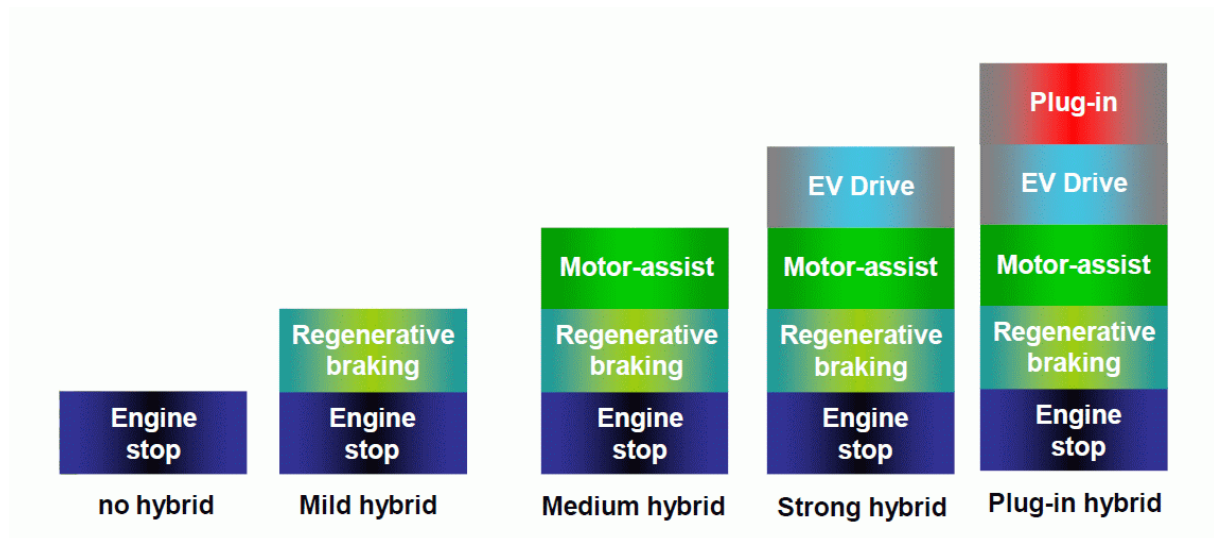 Plug-in
EV Drive
EV Drive
Motor-assist
Motor-assist
Motor-assist
Regenerative
braking
Regenerative
braking
Regenerative
braking
Regenerative
braking
Engine
stop
Engine
stop
Engine
stop
Engine
stop
Engine
stop
no hybrid
Mild hybrid
Medium hybrid
Strong hybrid
Plug-in hybrid